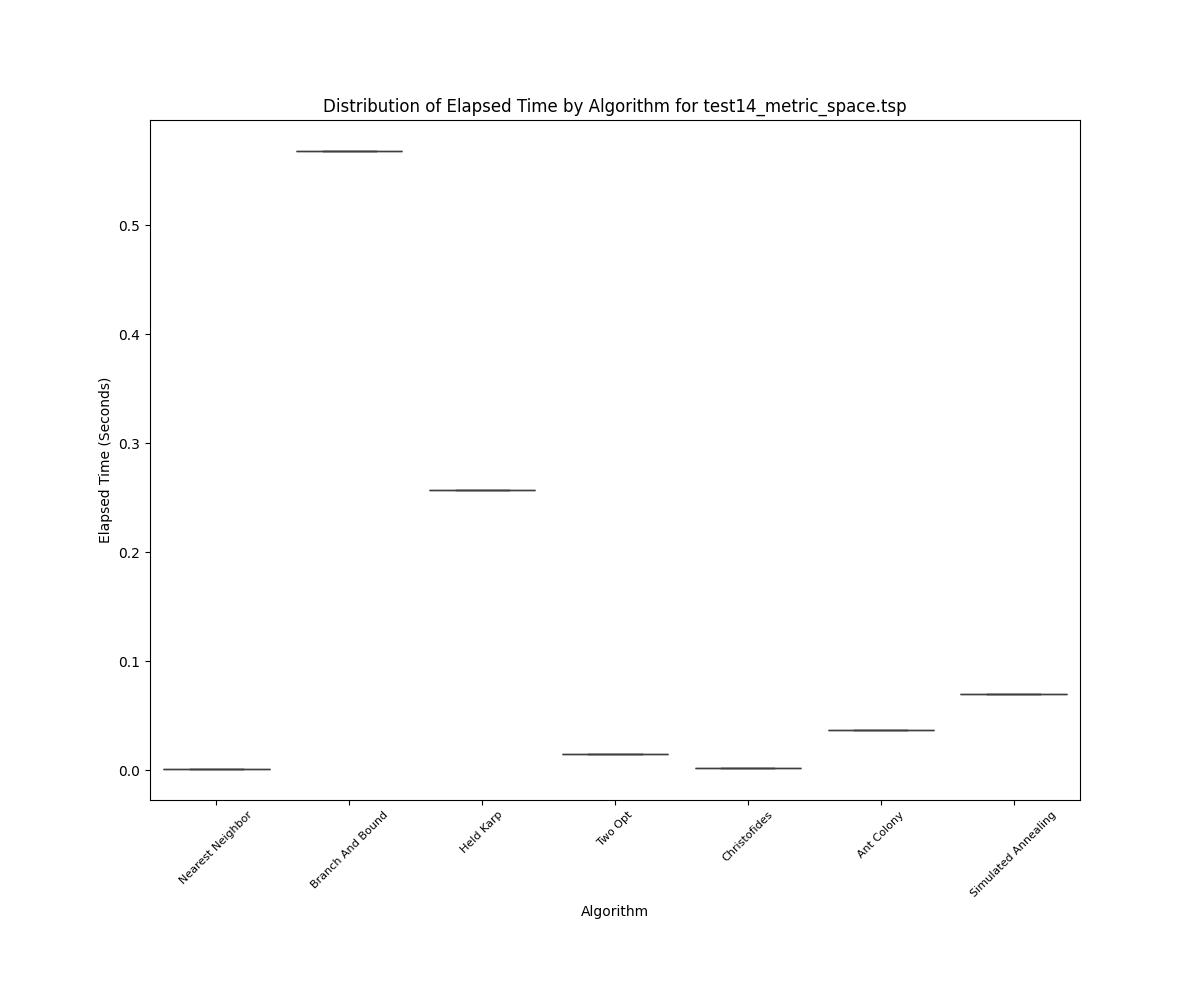 Distribution of Elapsed Time by Algorithm for test14_metric_space.tsp
Elapsed Time (Seconds)
0.5
0.4
0.3
0.2
0.1
0.0
Nearest Neighbor
Branch And Bound
Held Karp
Two Opt
Christofides
Ant Colony
Simulated Annealing
Algorithm